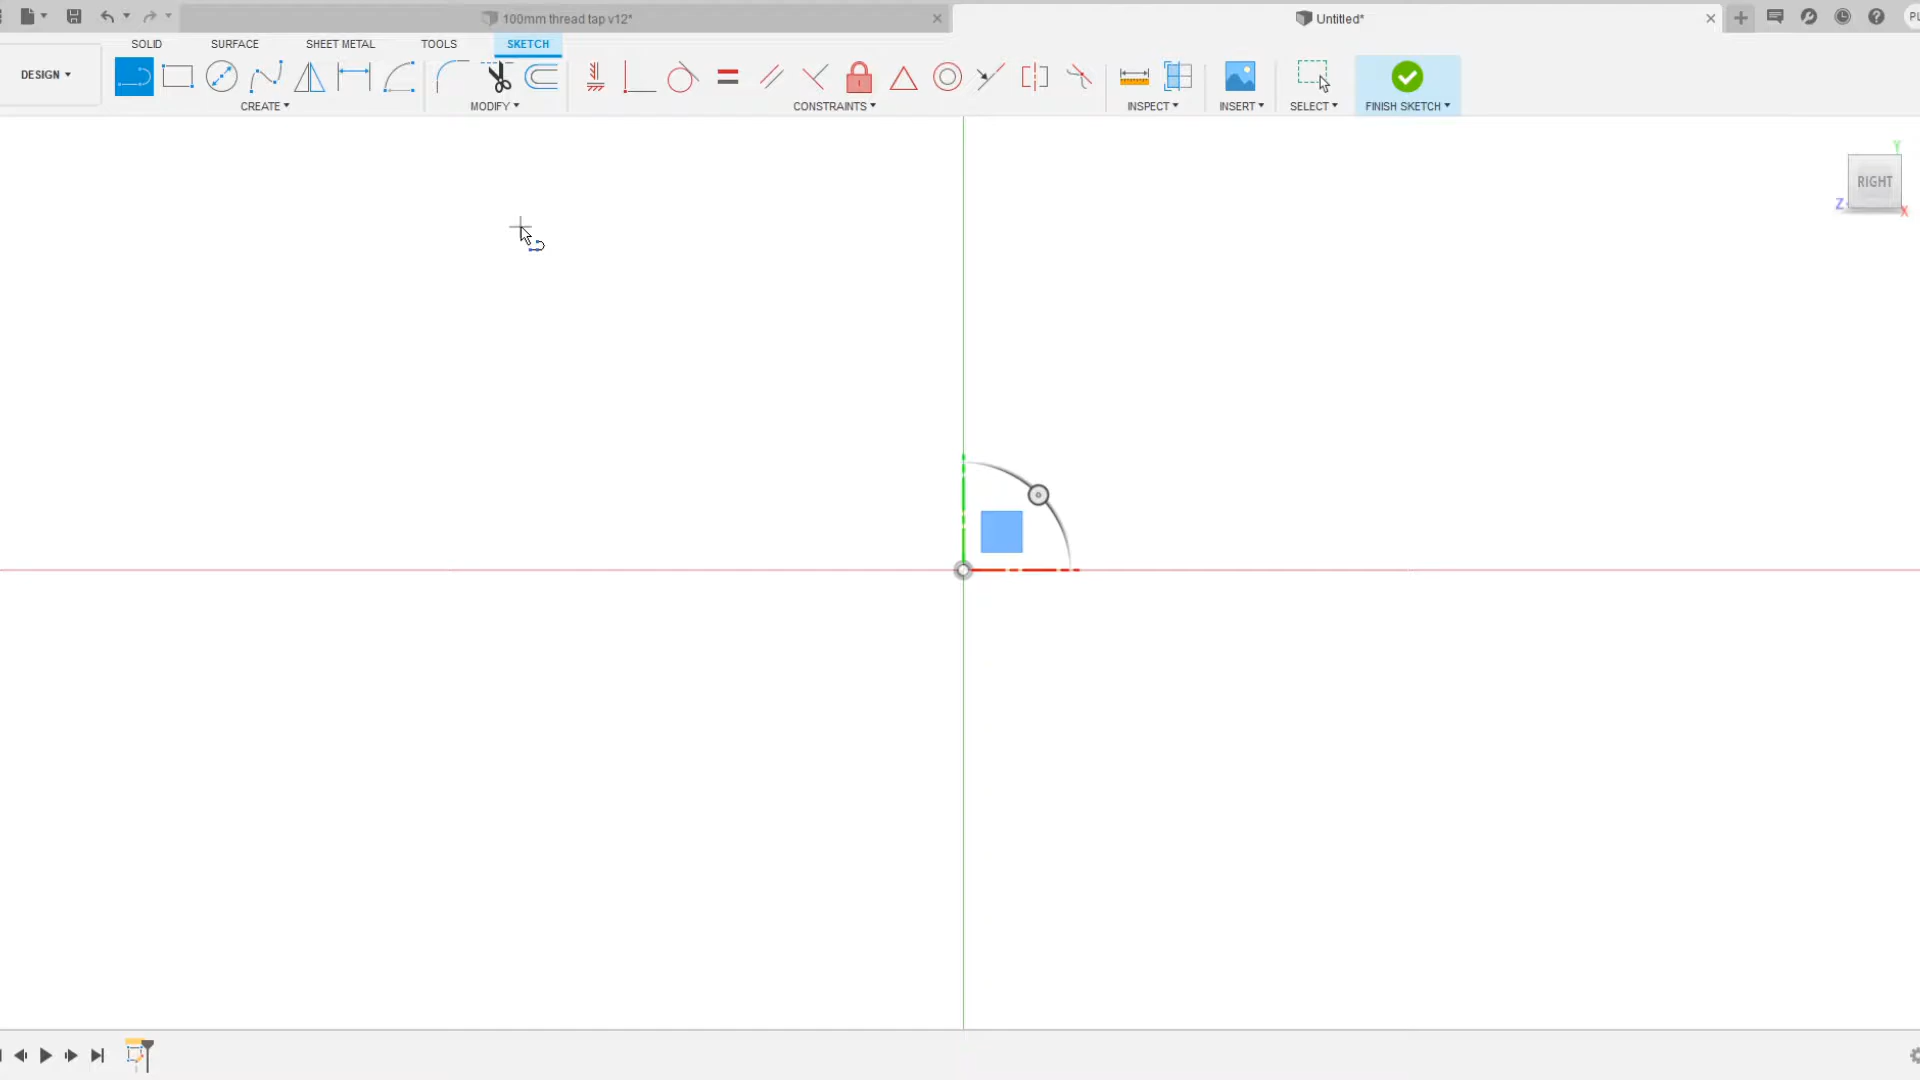 100mm thread tap v12*
Untitled*
SOLID
SURFACE
SHEET METAL
TOOLS
SKETCH
DESIGN
CREATE
MODIFY
CONSTRAINTS
INSPECT
INSERT
SELECT
FINISH SKETCH
Y
RIGHT
Z
X